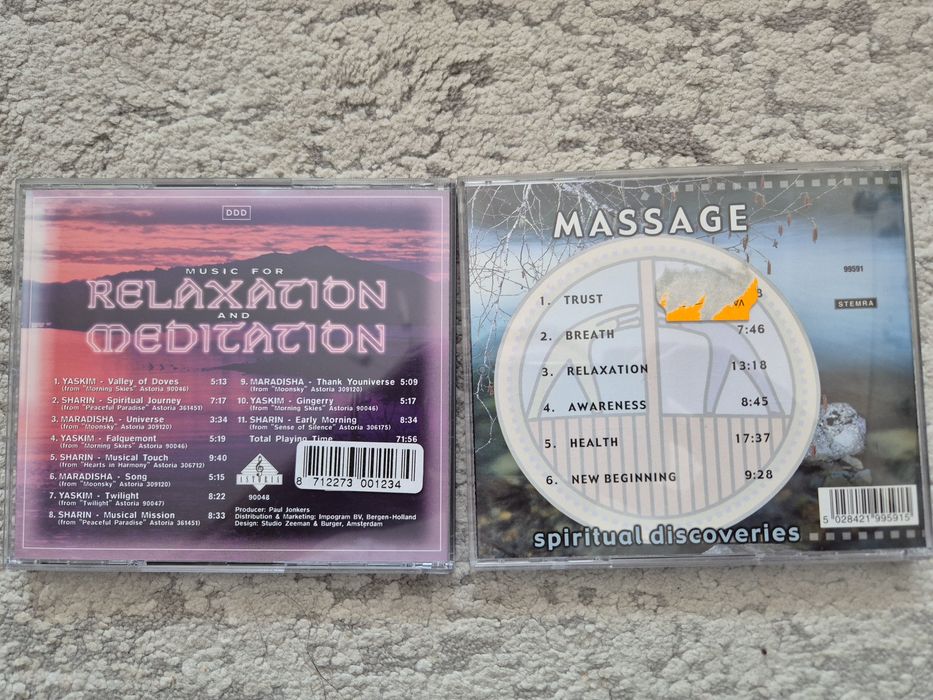 DDD
MUSIC FOR
RELAXATION
AND
MEDITATION
1. YASKIM - Valley of Doves 5:13
(from "Morning Skies" Astoria 90046)
2. SHARIN - Spiritual Journey 7:17
(from "Peaceful Paradise" Astoria 361451)
3. MARADISHA - Universe 3:34
(from "Moonsky" Astoria 309120)
4. YASKIM - Falquemont 5:19
(from "Morning Skies" Astoria 90046)
5. SHARIN - Musical Touch 9:40
(from "Hearts in Harmony" Astoria 306712)
6. MARADISHA - Song 5:15
(from "Moonsky" Astoria 309120)
7. YASKIM - Twilight 8:22
(from "Twilight" Astoria 90047)
8. SHARIN - Musical Mission 8:33
(from "Peaceful Paradise" Astoria 361451)
9. MARADISHA - Thank Youniverse 5:09
(from "Moonsky" Astoria 309120)
10. YASKIM - Gingerry 5:17
(from "Morning Skies" Astoria 90046)
11. SHARIN - Early Morning 8:34
(from "Sense of Silence" Astoria 306175)
Total Playing Time 71:56
ASTORIA
90048
8 712273 001234
Producer: Paul Jonkers
Distribution & Marketing: Impogram BV, Bergen-Holland
Design: Studio Zeeman & Burger, Amsterdam
MASSAGE
99591
STEMRA
1. TRUST
2. BREATH 7:46
3. RELAXATION 13:18
4. AWARENESS 8:45
5. HEALTH 17:37
6. NEW BEGINNING 9:28
5 028421 995915
spiritual discoveries